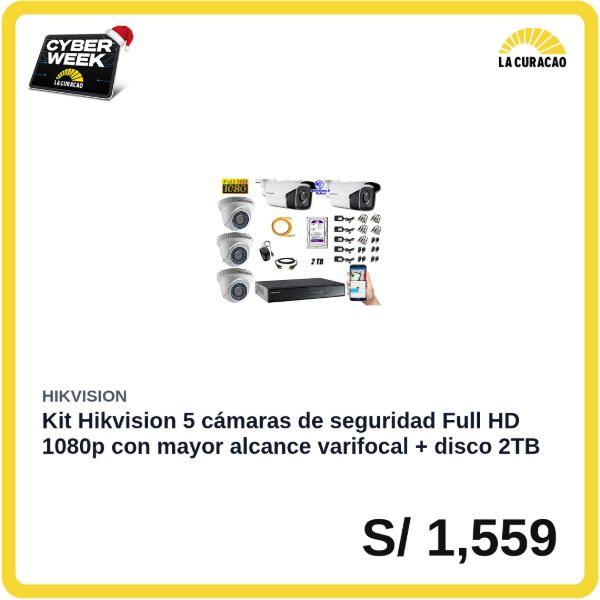 CYBER
WEEK
LA CURACAO
LA CURACAO
1080
2 TB
HIKVISION
Kit Hikvision 5 cámaras de seguridad Full HD
1080p con mayor alcance varifocal + disco 2TB
S/ 1,559